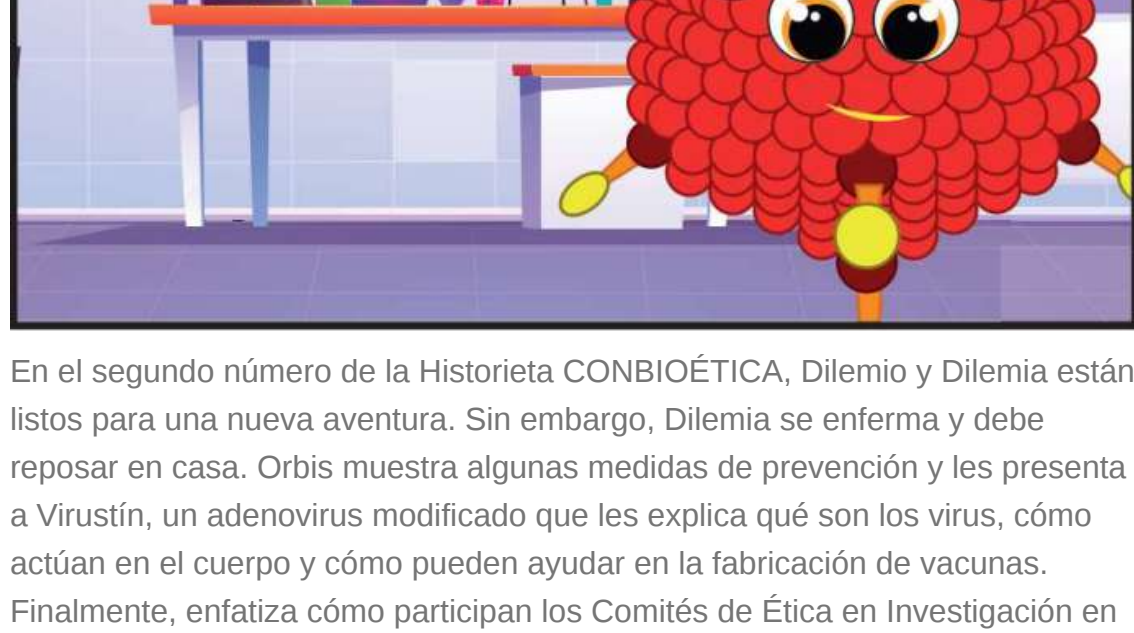 En el segundo número de la Historieta CONBIOÉTICA, Dilemio y Dilemia están
listos para una nueva aventura. Sin embargo, Dilemia se enferma y debe
reposar en casa. Orbis muestra algunas medidas de prevención y les presenta
a Virustín, un adenovirus modificado que les explica qué son los virus, cómo
actúan en el cuerpo y cómo pueden ayudar en la fabricación de vacunas.
Finalmente, enfatiza cómo participan los Comités de Ética en Investigación en